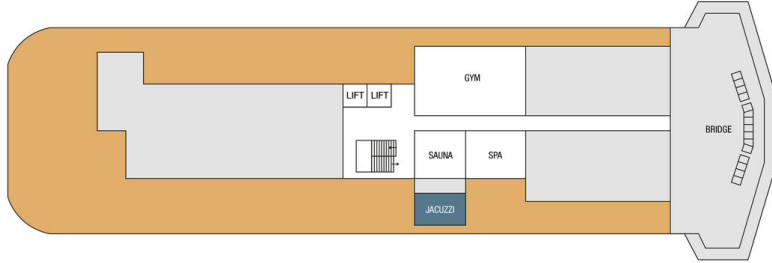 GYM
LIFT LIFT
BRIDGE
SAUNA SPA
JACUZZI